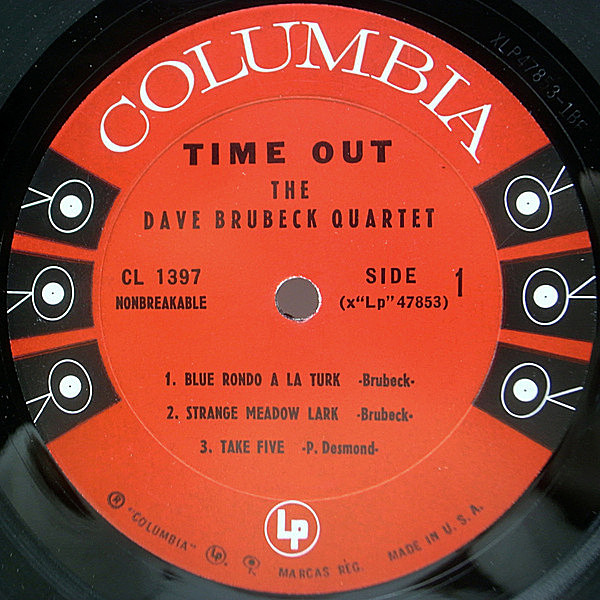 COLUMBIA
TIME OUT
THE
DAVE BRUBECK QUARTET
CL 1397
NONBREAKABLE
SIDE 1
(x"Lp" 47853)
1. BLUE RONDO A LA TURK -Brubeck-
2. STRANGE MEADOW LARK -Brubeck-
3. TAKE FIVE -P. Desmond-
Lp
® "COLUMBIA" Lp MARCAS REG. MADE IN U.S.A.